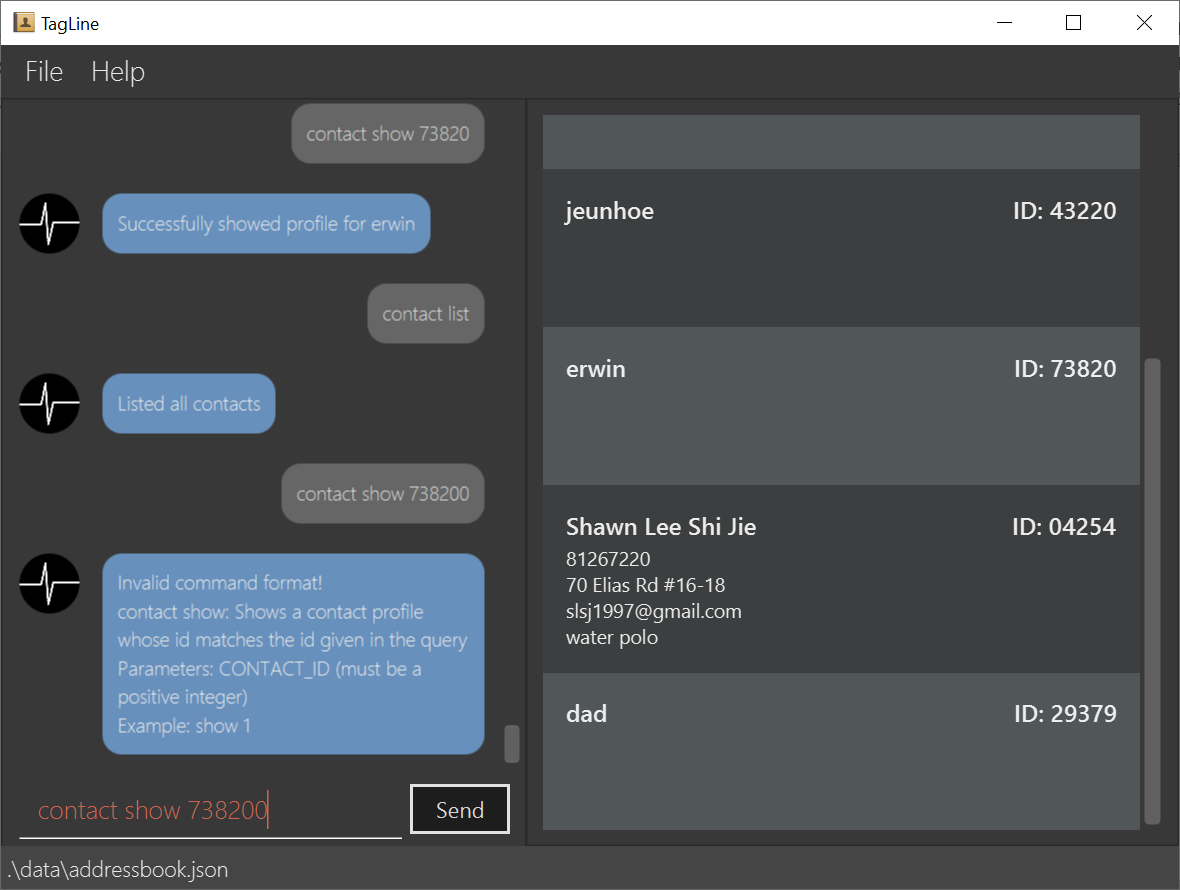 TagLine
File Help
contact show 73820
Successfully showed profile for erwin
contact list
Listed all contacts
contact show 738200
Invalid command format!
contact show: Shows a contact profile
whose id matches the id given in the query
Parameters: CONTACT_ID (must be a
positive integer)
Example: show 1
contact show 738200
Send
jeunhoe ID: 43220
erwin ID: 73820
Shawn Lee Shi Jie ID: 04254
81267220
70 Elias Rd #16-18
slsj1997@gmail.com
water polo
dad ID: 29379
.\data\addressbook.json